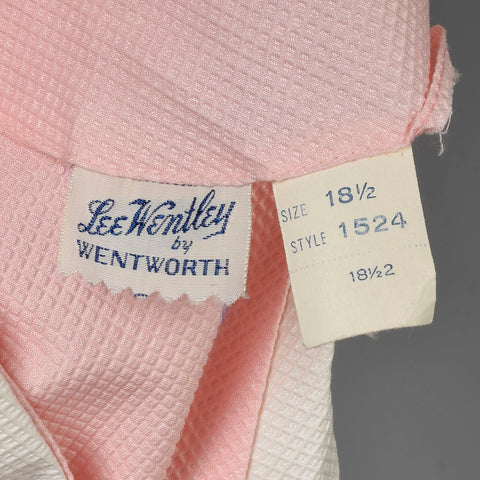 Lee Wentley
by
WENTWORTH
SIZE 18½
STYLE 1524
18½2